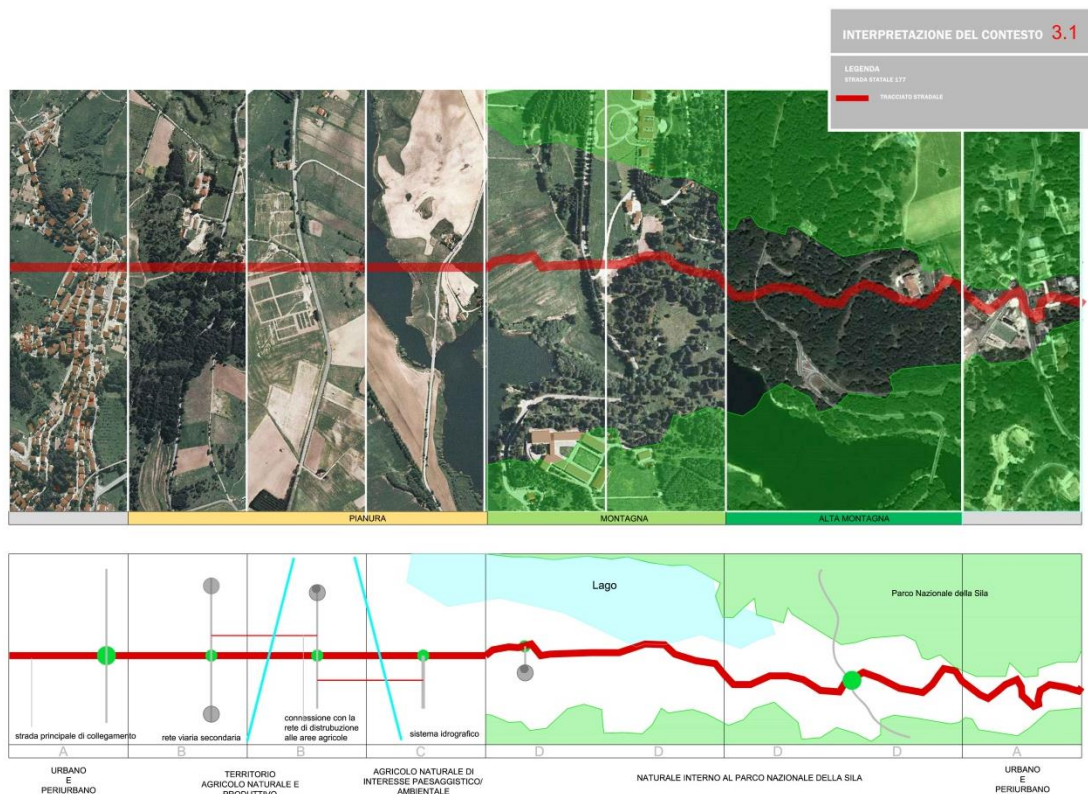 INTERPRETAZIONE DEL CONTESTO 3.1
LEGENDA
STRADA STATALE 177
TRACCIATO STRADALE
PIANURA
MONTAGNA
ALTA MONTAGNA
Lago
Parco Nazionale della Sila
strada principale di collegamento
rete viaria secondaria
connessione con la
rete di distrubuzione
alle aree agricole
sistema idrografico
A
B
B
C
D
D
D
D
A
URBANO
E
PERIURBANO
TERRITORIO
AGRICOLO NATURALE E
PRODUTTIVO
AGRICOLO NATURALE DI
INTERESSE PAESAGGISTICO/
AMBIENTALE
NATURALE INTERNO AL PARCO NAZIONALE DELLA SILA
URBANO
E
PERIURBANO